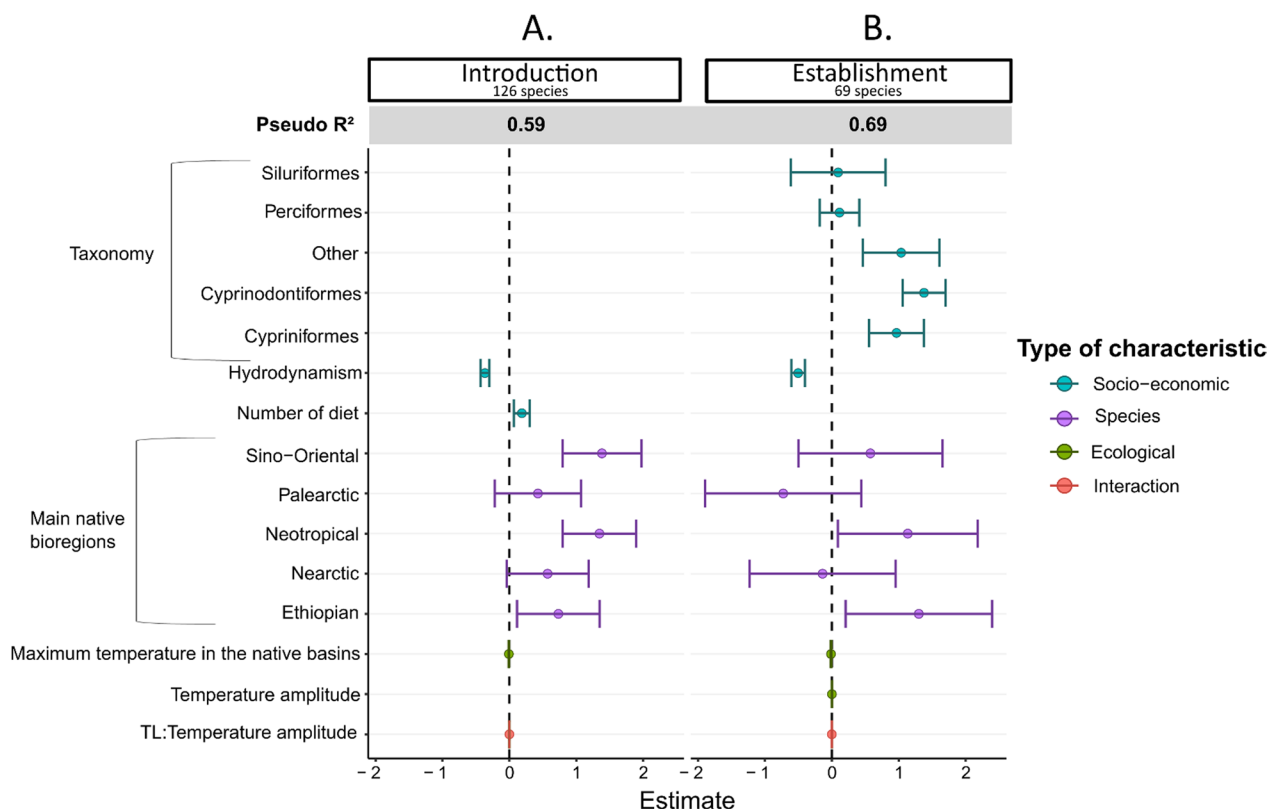 A. B.
Introduction Establishment
126 species 69 species
Pseudo R² 0.59 0.69
Siluriformes
Perciformes
Taxonomy
Other
Cyprinodontiformes
Cypriniformes
Hydrodynamism
Number of diet
Sino−Oriental
Palearctic
Main native
bioregions
Neotropical
Nearctic
Ethiopian
Maximum temperature in the native basins
Temperature amplitude
TL:Temperature amplitude
−2 −1 0 1 2 −2 −1 0 1 2
Estimate
Type of characteristic
Socio−economic
Species
Ecological
Interaction